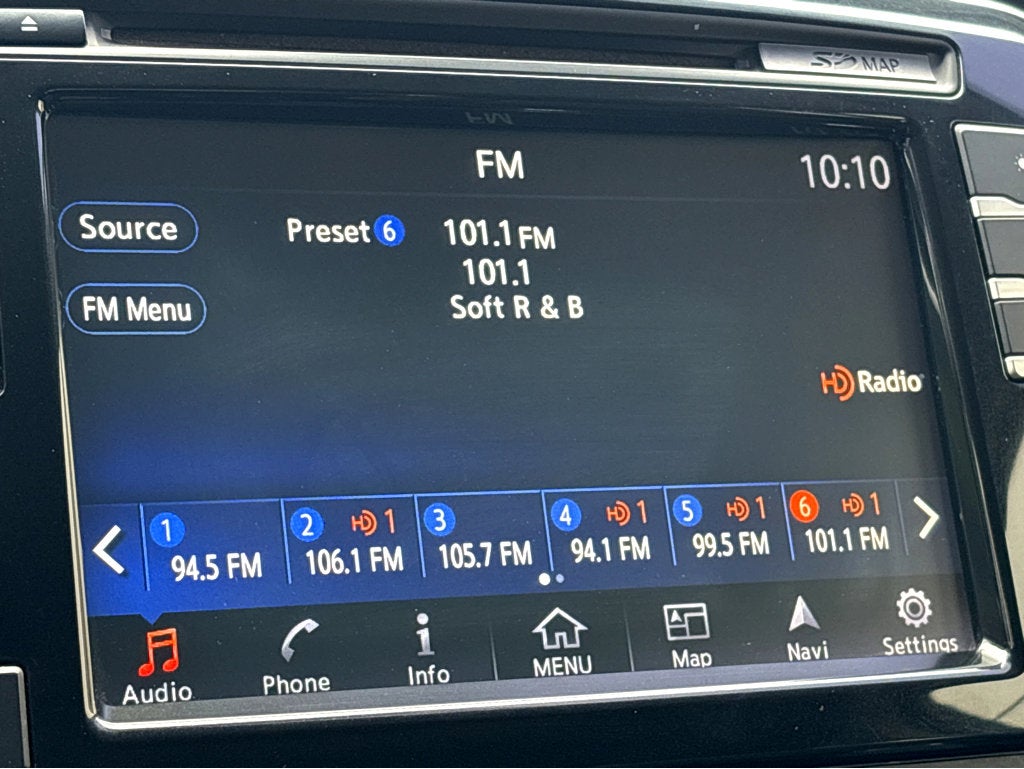 SD MAP
FM 10:10
Source Preset 6 101.1 FM
101.1
FM Menu Soft R & B
HD Radio
1 2 HD 1 3 4 HD 1 5 HD 1 6 HD 1
94.5 FM 106.1 FM 105.7 FM 94.1 FM 99.5 FM 101.1 FM
Audio Phone Info MENU Map Navi Settings